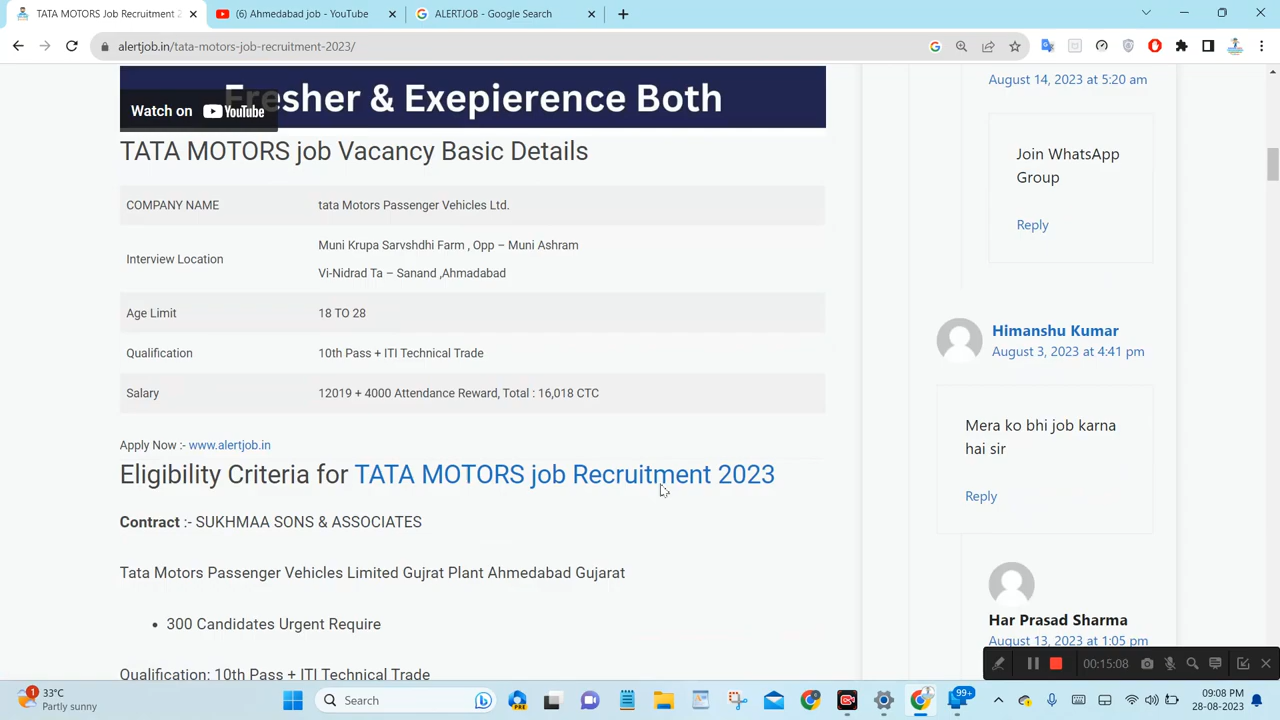 TATA MOTORS Job Recruitment 2
(6) Ahmedabad job - YouTube
ALERTJOB - Google Search
alertjob.in/tata-motors-job-recruitment-2023/
Fresher & Exepierence Both
Watch on YouTube
TATA MOTORS job Vacancy Basic Details
COMPANY NAME tata Motors Passenger Vehicles Ltd.
Interview Location Muni Krupa Sarvshdhi Farm , Opp – Muni Ashram
Vi-Nidrad Ta – Sanand ,Ahmadabad
Age Limit 18 TO 28
Qualification 10th Pass + ITI Technical Trade
Salary 12019 + 4000 Attendance Reward, Total : 16,018 CTC
Apply Now :- www.alertjob.in
Eligibility Criteria for TATA MOTORS job Recruitment 2023
Contract :- SUKHMAA SONS & ASSOCIATES
Tata Motors Passenger Vehicles Limited Gujrat Plant Ahmedabad Gujarat
• 300 Candidates Urgent Require
Qualification: 10th Pass + ITI Technical Trade
August 14, 2023 at 5:20 am
Join WhatsApp
Group
Reply
Himanshu Kumar
August 3, 2023 at 4:41 pm
Mera ko bhi job karna
hai sir
Reply
Har Prasad Sharma
August 13, 2023 at 1:05 pm
00:15:08
1
33°C
Partly sunny
Search
PRE
99+
09:08 PM
28-08-2023